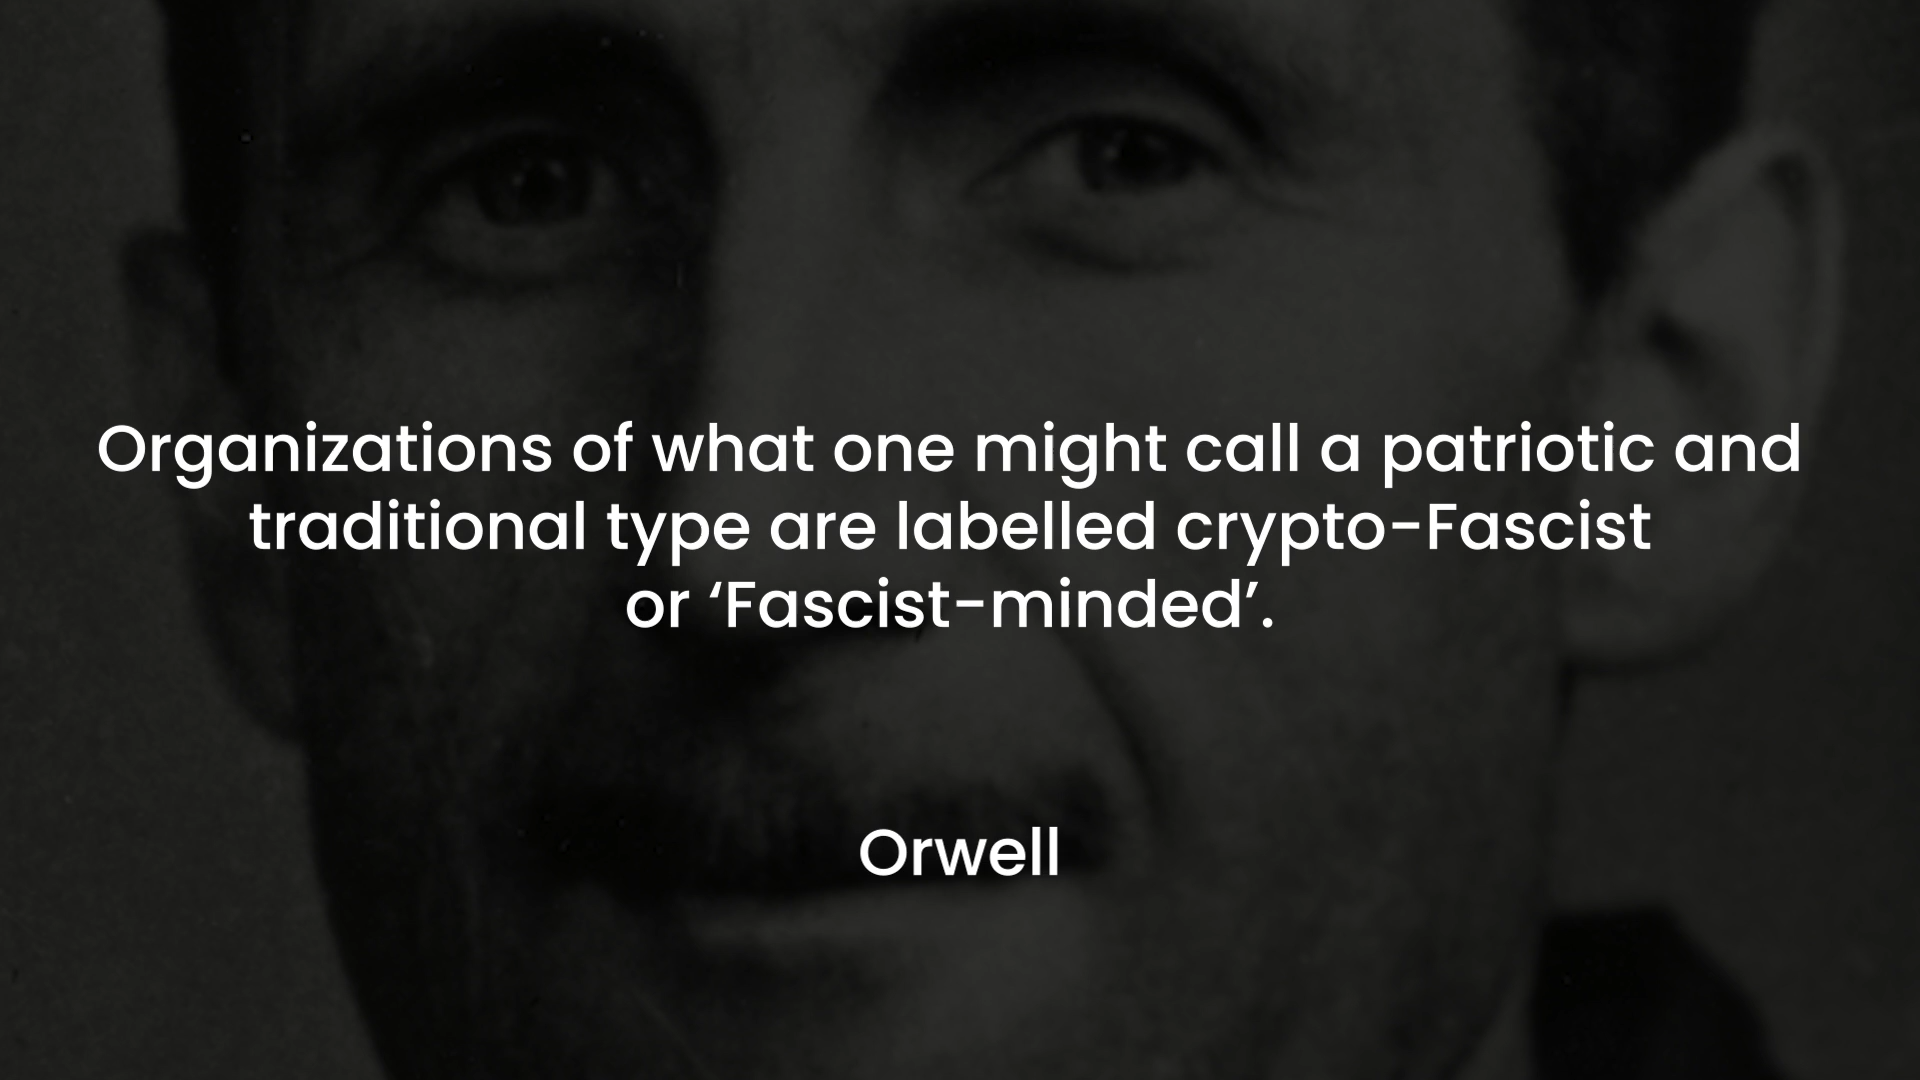 Organizations of what one might call a patriotic and
traditional type are labelled crypto-Fascist
or ‘Fascist-minded’.
Orwell